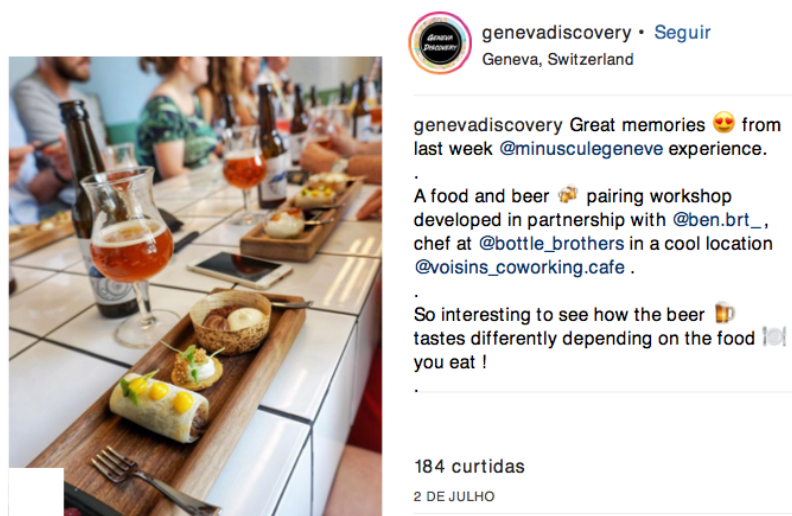 GENEVA
DISCOVERY
genevadiscovery • Seguir
Geneva, Switzerland
genevadiscovery Great memories 😍 from
last week @minusculegeneve experience.
.
A food and beer 🍻 pairing workshop
developed in partnership with @ben.brt_ ,
chef at @bottle_brothers in a cool location
@voisins_coworking.cafe .
.
So interesting to see how the beer 🍺
tastes differently depending on the food 🍽
you eat !
.
184 curtidas
2 DE JULHO